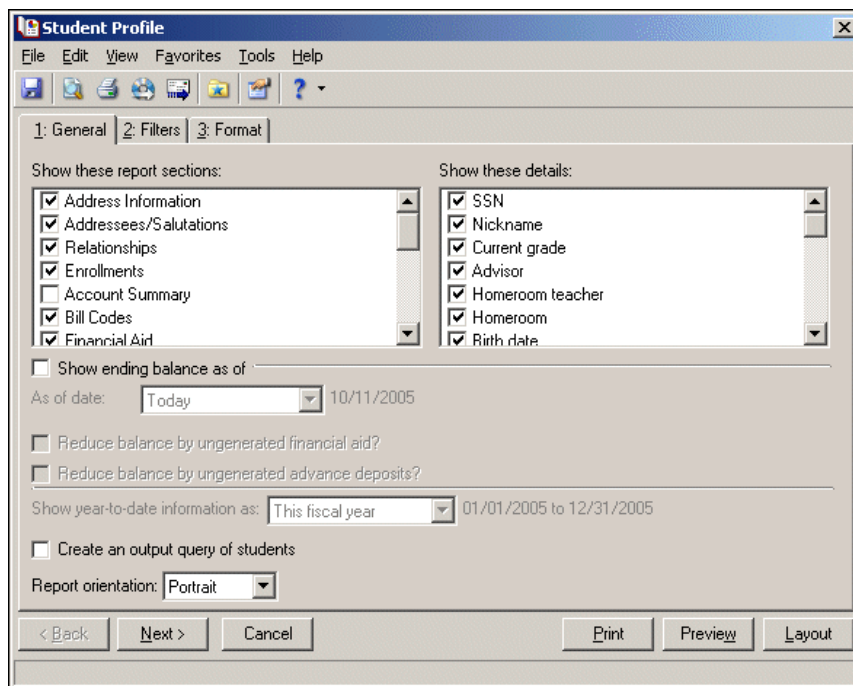 Student Profile
File Edit View Favorites Tools Help
?
1: General 2: Filters 3: Format
Show these report sections:
Address Information
Addressees/Salutations
Relationships
Enrollments
Account Summary
Bill Codes
Financial Aid
Show these details:
SSN
Nickname
Current grade
Advisor
Homeroom teacher
Homeroom
Birth date
Show ending balance as of
As of date: Today 10/11/2005
Reduce balance by ungenerated financial aid?
Reduce balance by ungenerated advance deposits?
Show year-to-date information as: This fiscal year 01/01/2005 to 12/31/2005
Create an output query of students
Report orientation: Portrait
< Back Next > Cancel Print Preview Layout